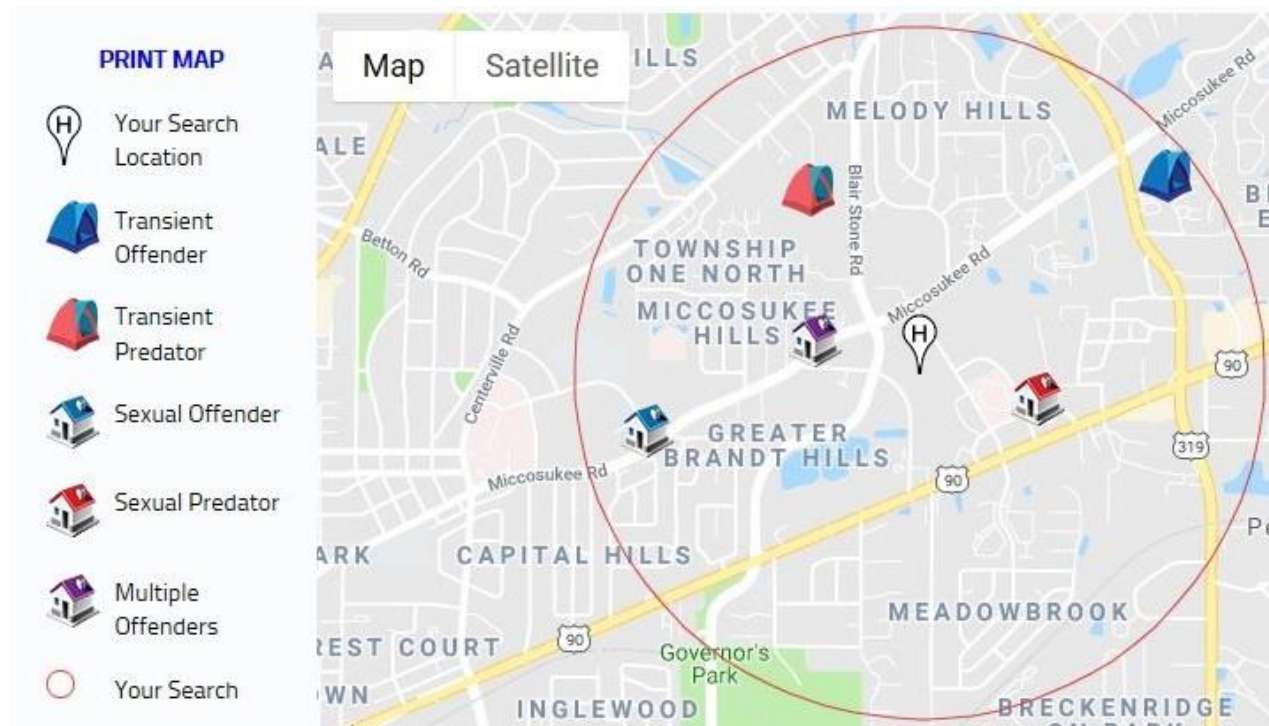 PRINT MAP
Your Search
Location
Transient
Offender
Transient
Predator
Sexual Offender
Sexual Predator
Multiple
Offenders
Your Search
Map
Satellite
ILLS
A
ALE
MELODY HILLS
Miccosukee Rd
Blair Stone Rd
Betton Rd
TOWNSHIP
ONE NORTH
MICCOSUKEE
HILLS
Miccosukee Rd
H
Centerville Rd
90
GREATER
BRANDT HILLS
319
Miccosukee Rd
90
ARK
CAPITAL HILLS
Pe
MEADOWBROOK
90
REST COURT
Governor's
Park
OWN
INGLEWOOD
BRECKENRIDGE